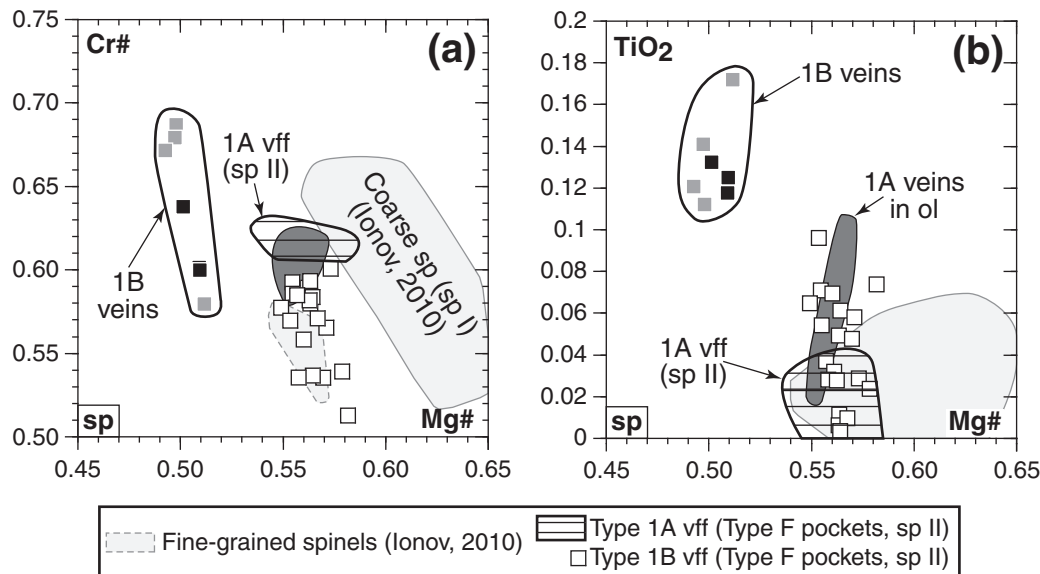 Cr#
(a)
0.75
0.70
0.65
0.60
0.55
0.50
1A vff
(sp II)
Coarse sp (sp I)
(Ionov, 2010)
1B
veins
sp
Mg#
0.45
0.50
0.55
0.60
0.65
TiO2
(b)
0.2
0.18
0.16
0.14
0.12
0.1
0.08
0.06
0.04
0.02
0
1B veins
1A veins
in ol
1A vff
(sp II)
sp
Mg#
0.45
0.50
0.55
0.60
0.65
Fine-grained spinels (Ionov, 2010)
Type 1A vff (Type F pockets, sp II)
Type 1B vff (Type F pockets, sp II)